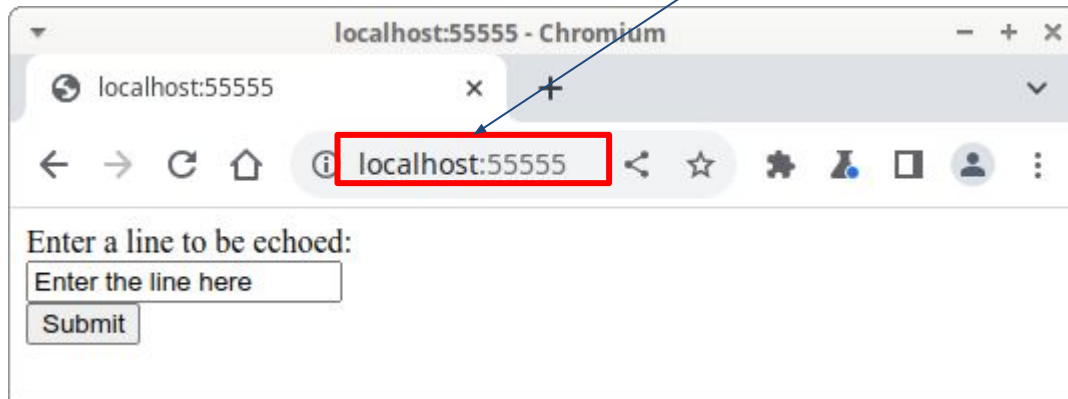 localhost:55555 - Chromium
localhost:55555
localhost:55555
Enter a line to be echoed:
Enter the line here
Submit